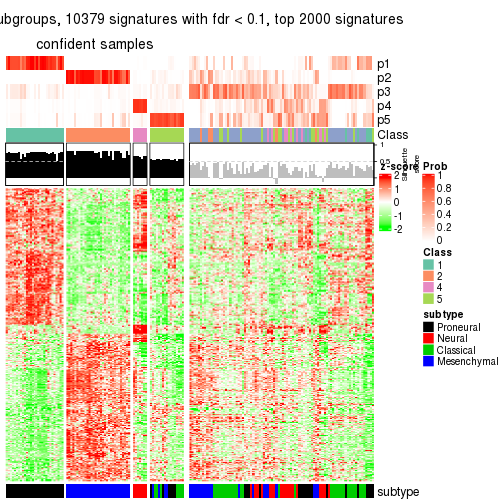 ubgroups, 10379 signatures with fdr < 0.1, top 2000 signatures
confident samples
p1
p2
p3
p4
p5
Class
1
0.5
0
Silhouette
score
z-score
2
1
0
-1
-2
Prob
1
0.8
0.6
0.4
0.2
0
Class
1
2
4
5
subtype
Proneural
Neural
Classical
Mesenchymal
subtype